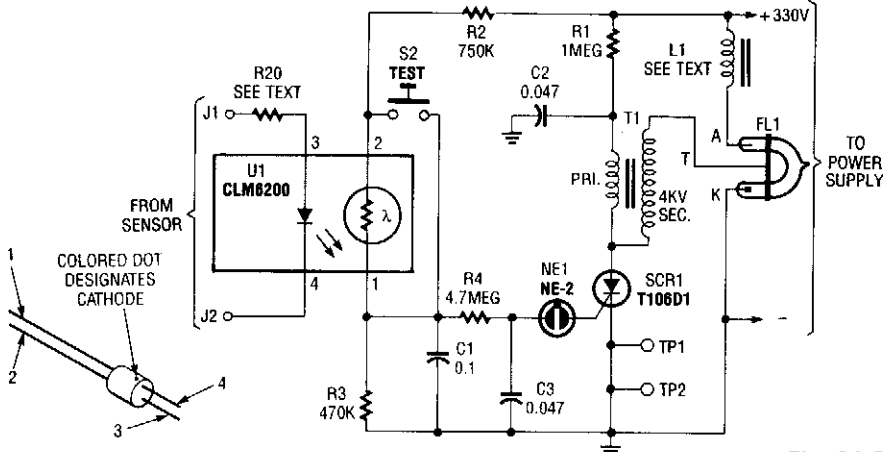 +330V
R2
750K
R1
1MEG
L1
SEE TEXT
S2
TEST
C2
0.047
R20
SEE TEXT
J1
T1
FL1
A
T
K
TO
POWER
SUPPLY
3
2
U1
CLM6200
λ
PRI.
4KV
SEC.
FROM
SENSOR
4
1
J2
COLORED DOT
DESIGNATES
CATHODE
1
2
3
4
R4
4.7MEG
NE1
NE-2
SCR1
T106D1
–
C1
0.1
C3
0.047
R3
470K
TP1
TP2